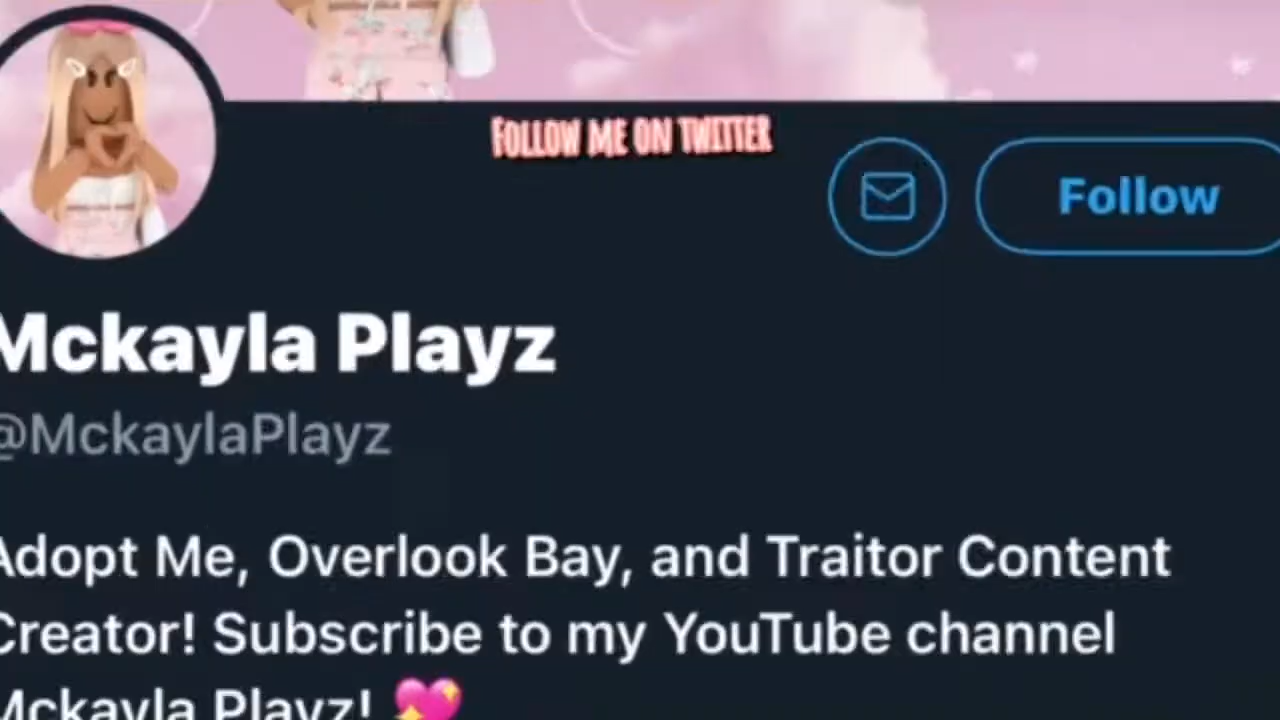 FOLLOW ME ON TWITTER
Follow
Mckayla Playz
@MckaylaPlayz
Adopt Me, Overlook Bay, and Traitor Content
Creator! Subscribe to my YouTube channel
Mckayla Playz! 💖